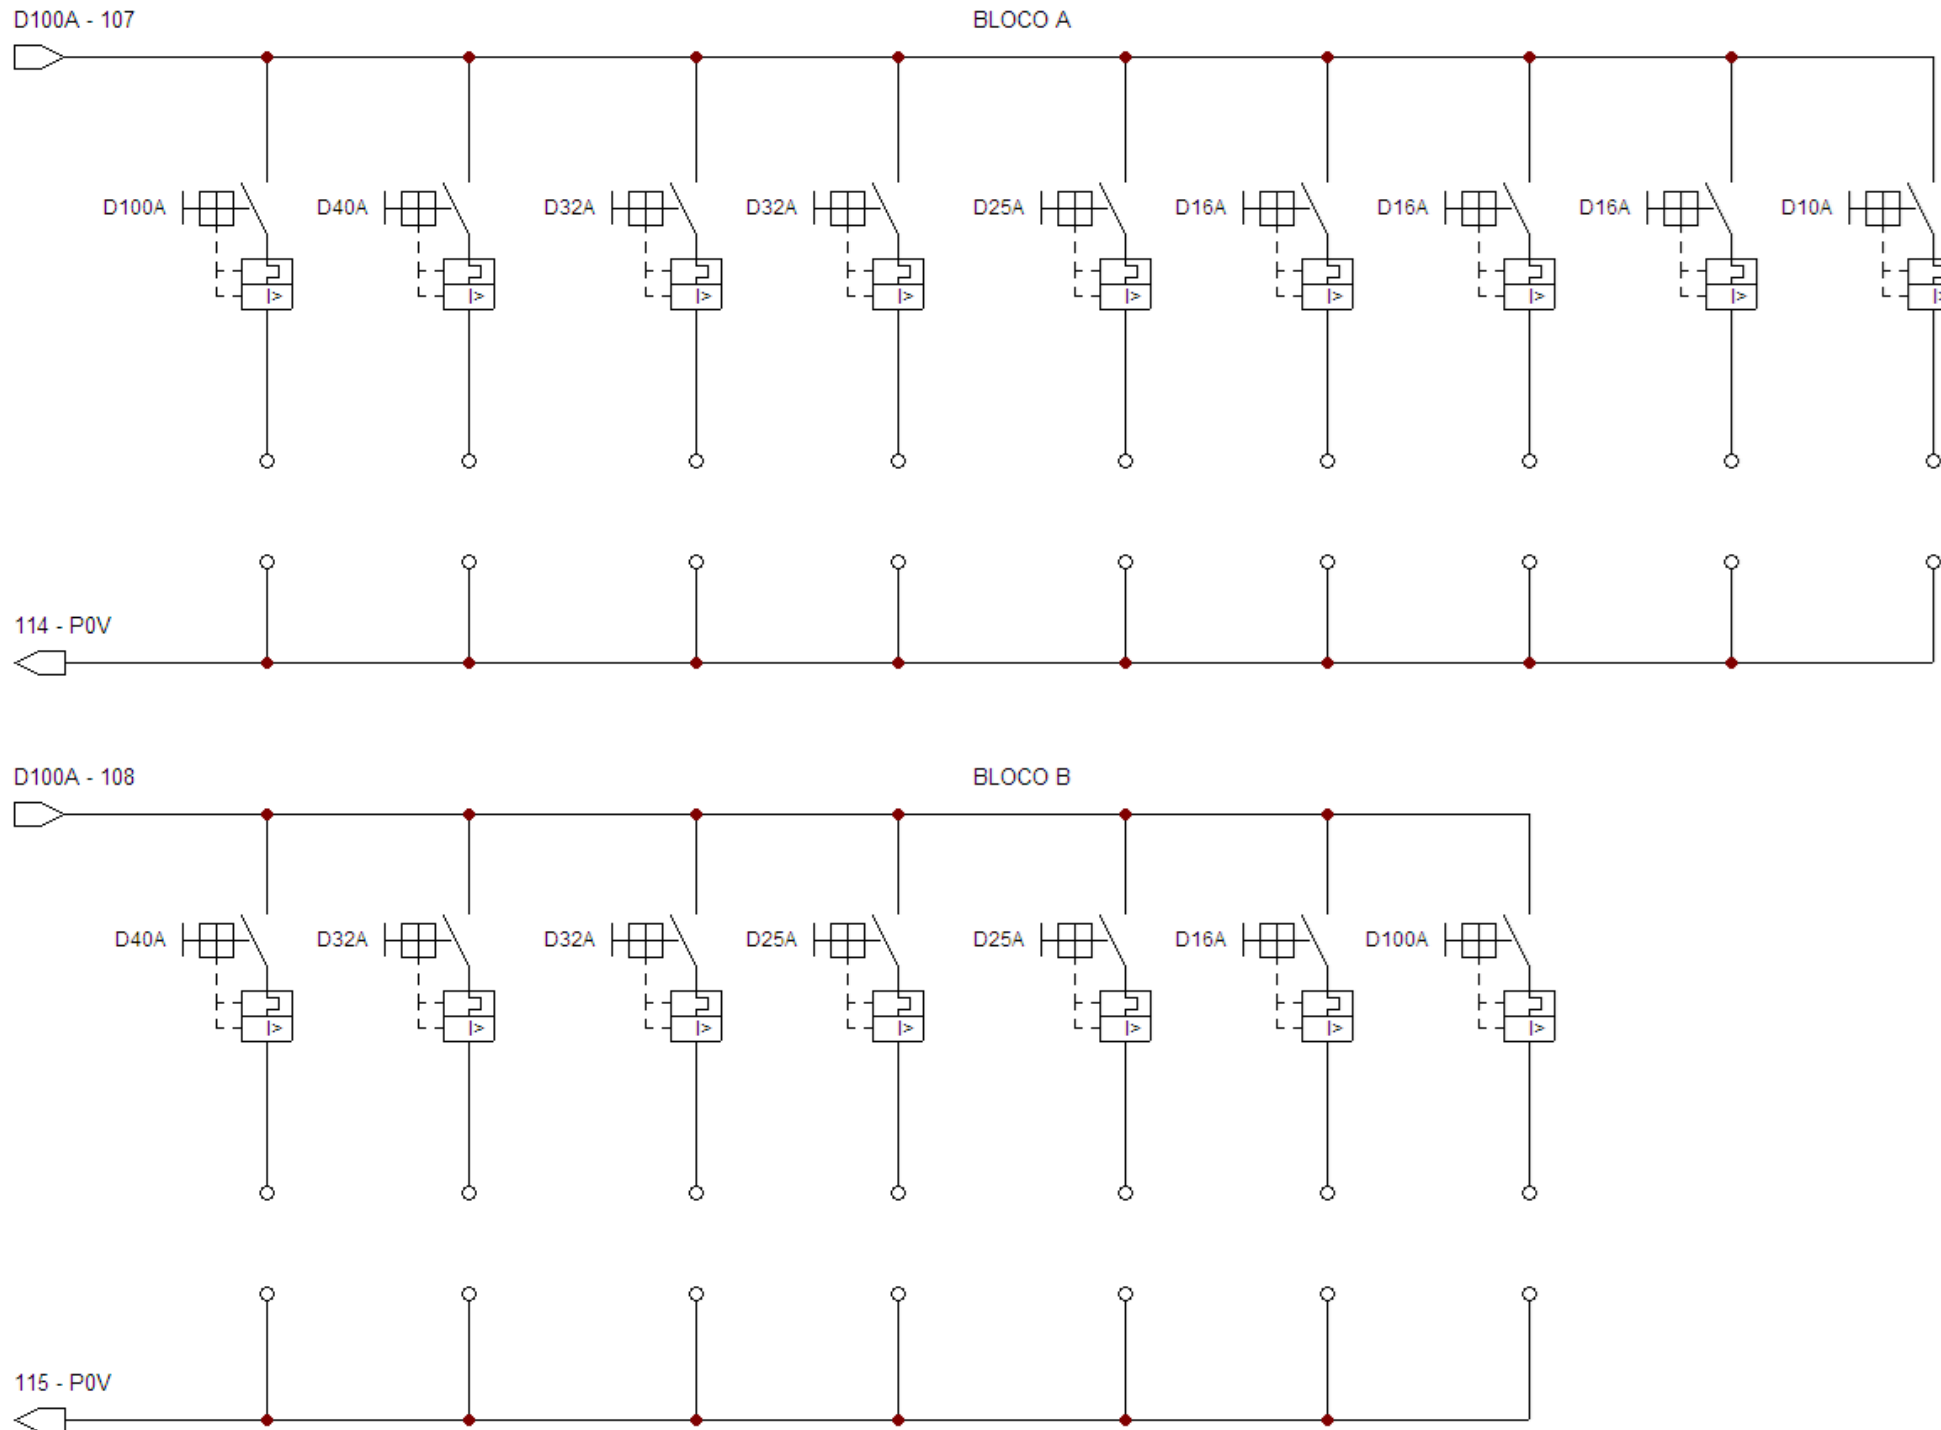 D100A - 107
BLOCO A
D100A
D40A
D32A
D32A
D25A
D16A
D16A
D16A
D10A
I>
I>
I>
I>
I>
I>
I>
I>
I>
114 - P0V
D100A - 108
BLOCO B
D40A
D32A
D32A
D25A
D25A
D16A
D100A
I>
I>
I>
I>
I>
I>
I>
115 - P0V